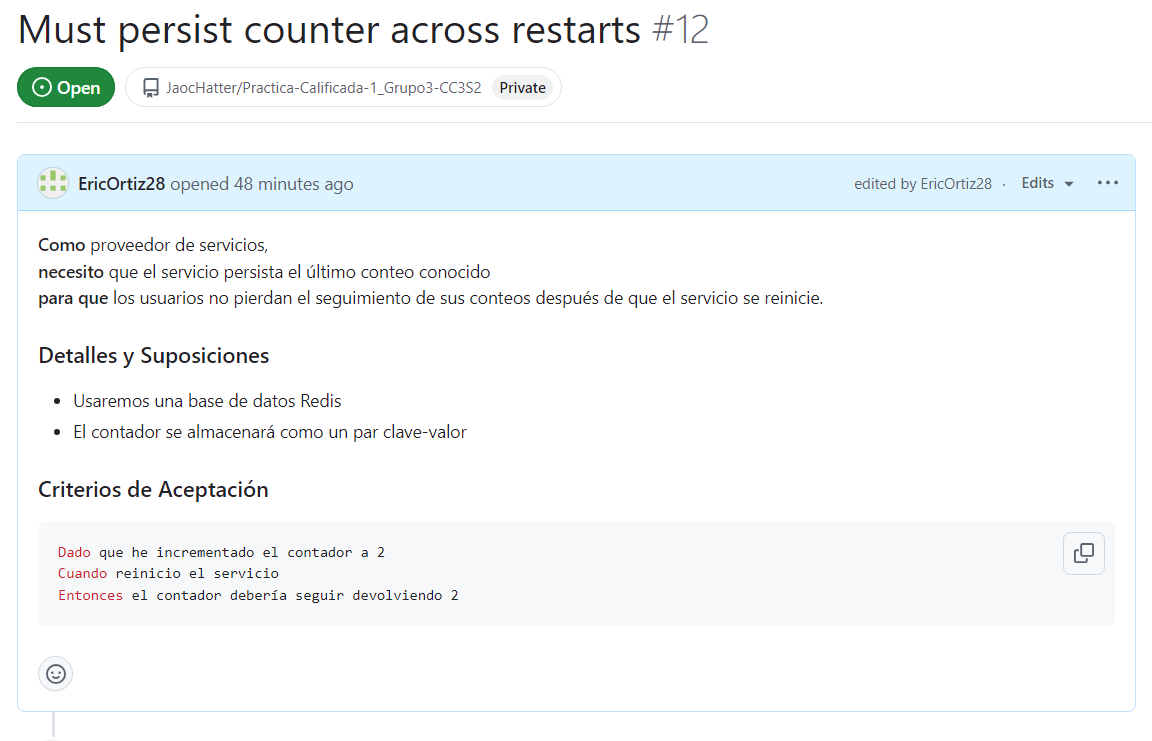 Must persist counter across restarts #12
Open
JaocHatter/Practica-Calificada-1_Grupo3-CC3S2 Private
EricOrtiz28 opened 48 minutes ago
edited by EricOrtiz28 · Edits
Como proveedor de servicios,
necesito que el servicio persista el último conteo conocido
para que los usuarios no pierdan el seguimiento de sus conteos después de que el servicio se reinicie.
Detalles y Suposiciones
• Usaremos una base de datos Redis
• El contador se almacenará como un par clave-valor
Criterios de Aceptación
Dado que he incrementado el contador a 2
Cuando reinicio el servicio
Entonces el contador debería seguir devolviendo 2